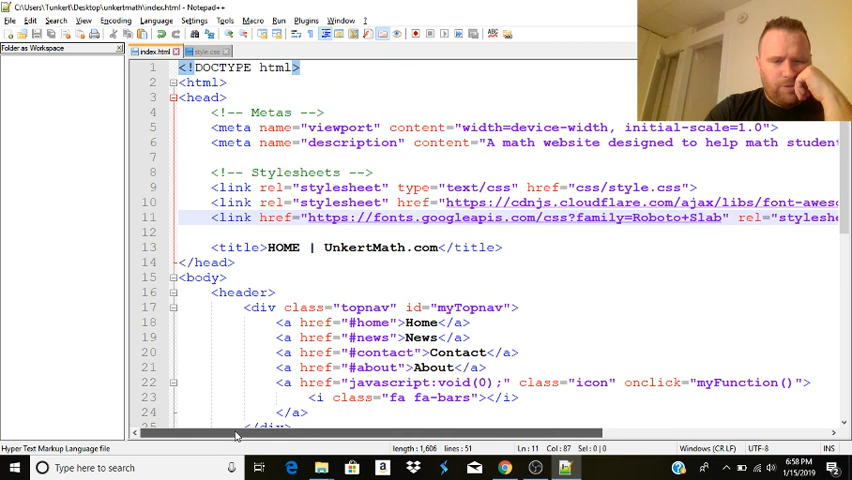 C:\Users\Tunkert\Desktop\unkertmath\index.html - Notepad++
File Edit Search View Encoding Language Settings Tools Macro Run Plugins Window ?
Folder as Workspace
index.html style.css
1 <!DOCTYPE html>
2 <html>
3 <head>
4 <!-- Metas -->
5 <meta name="viewport" content="width=device-width, initial-scale=1.0">
6 <meta name="description" content="A math website designed to help math studen
7
8 <!-- Stylesheets -->
9 <link rel="stylesheet" type="text/css" href="css/style.css">
10 <link rel="stylesheet" href="https://cdnjs.cloudflare.com/ajax/libs/font-aweso
11 <link href="https://fonts.googleapis.com/css?family=Roboto+Slab" rel="styleshe
12
13 <title>HOME | UnkertMath.com</title>
14 </head>
15 <body>
16 <header>
17 <div class="topnav" id="myTopnav">
18 <a href="#home">Home</a>
19 <a href="#news">News</a>
20 <a href="#contact">Contact</a>
21 <a href="#about">About</a>
22 <a href="javascript:void(0);" class="icon" onclick="myFunction()">
23 <i class="fa fa-bars"></i>
24 </a>
25 </div>
Hyper Text Markup Language file length : 1,606 lines : 51 Ln : 11 Col : 87 Sel : 0 | 0 Windows (CR LF) UTF-8 INS
Type here to search
6:58 PM
1/15/2019